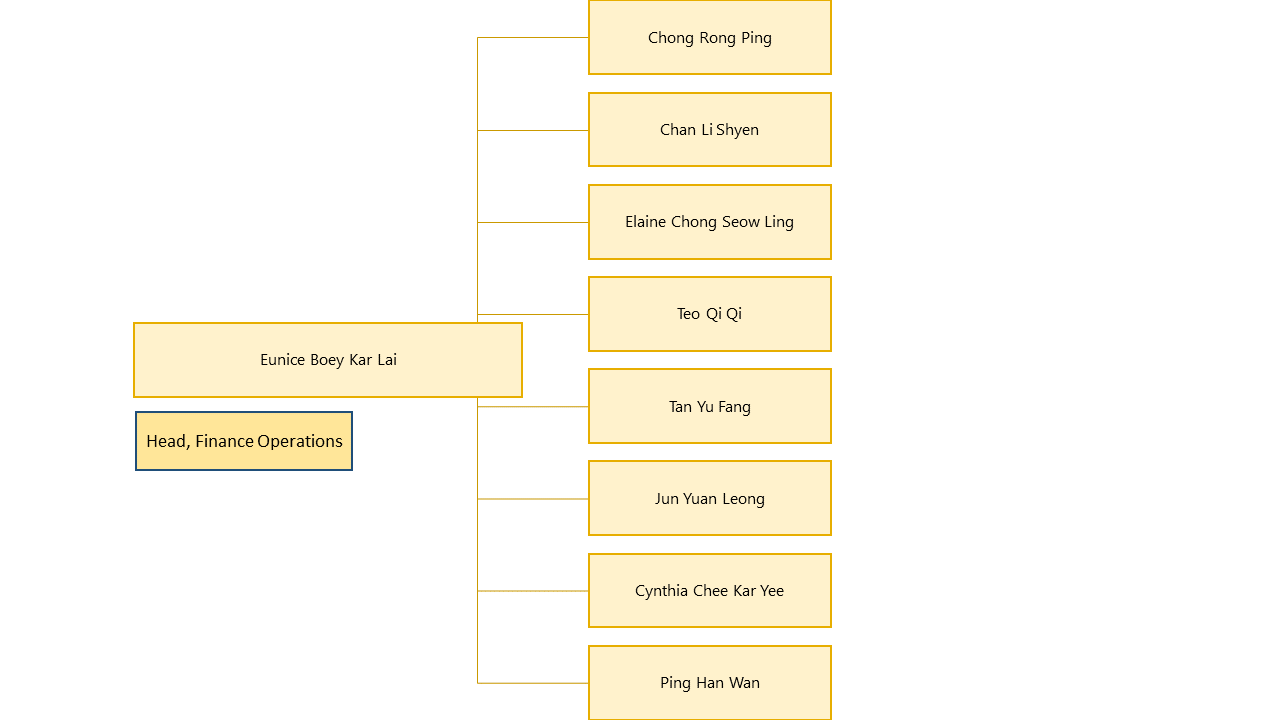 Chong Rong Ping
Chan Li Shyen
Elaine Chong Seow Ling
Teo Qi Qi
Eunice Boey Kar Lai
Tan Yu Fang
Head, Finance Operations
Jun Yuan Leong
Cynthia Chee Kar Yee
Ping Han Wan